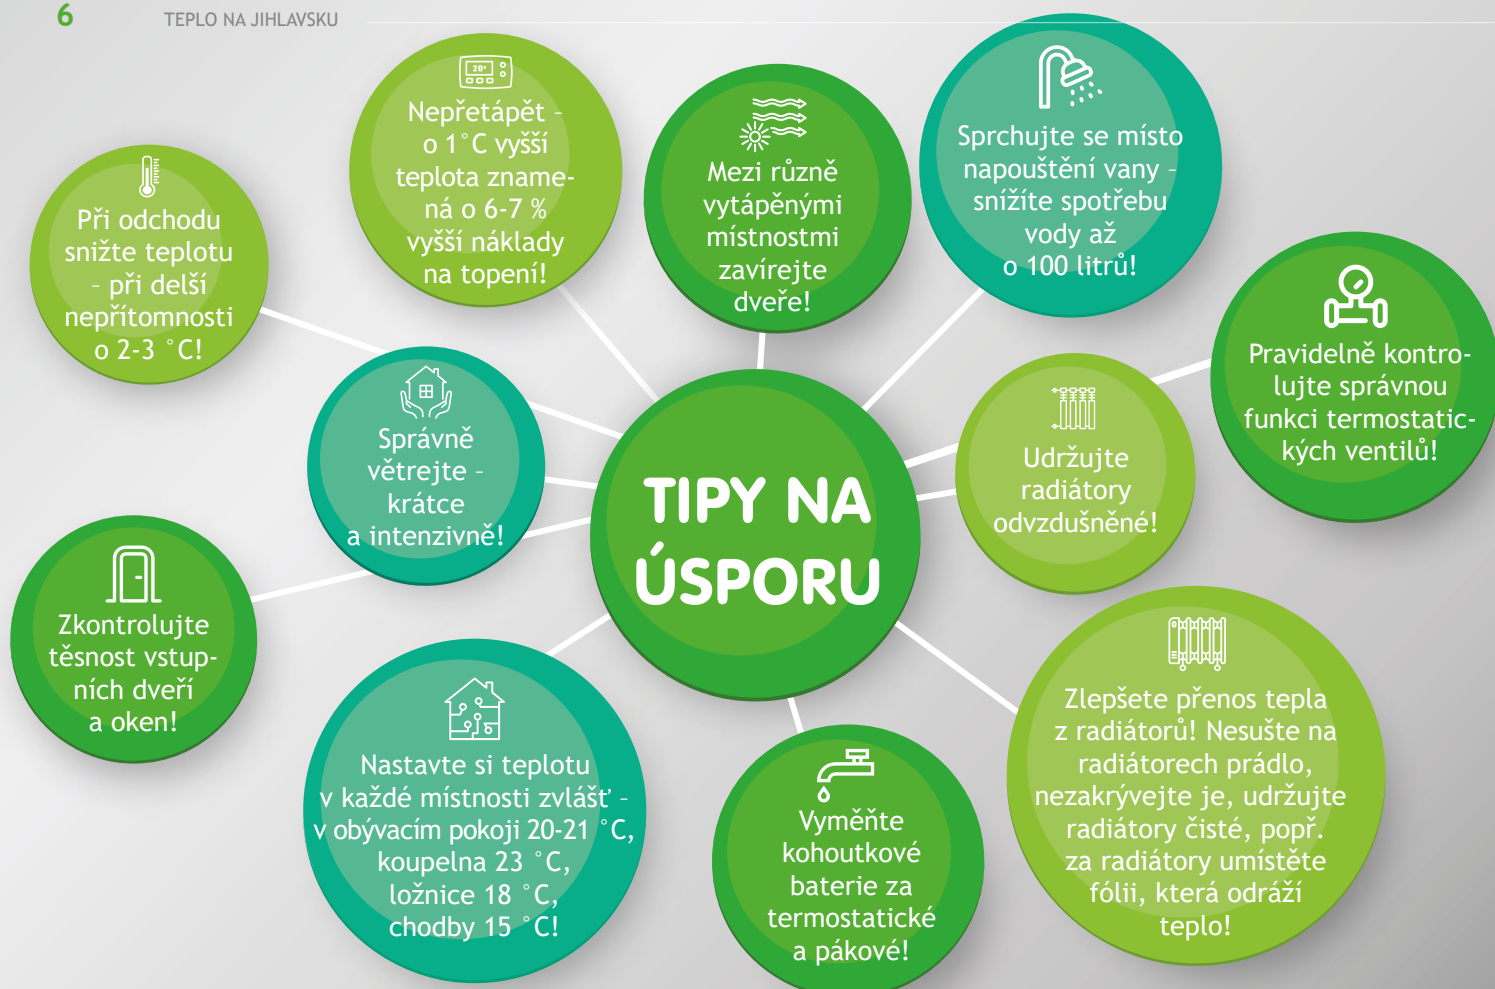 6
TEPLO NA JIHLAVSKU
20°
Nepřetápět –
o 1°C vyšší
teplota zname-
ná o 6-7 %
vyšší náklady
na topení!
Mezi různě
vytápěnými
místnostmi
zavírejte
dveře!
Sprchujte se místo
napouštění vany –
snížíte spotřebu
vody až
o 100 litrů!
Při odchodu
snižte teplotu
– při delší
nepřítomnosti
o 2-3 °C!
Pravidelně kontro-
lujte správnou
funkci termostatic-
kých ventilů!
Správně
větrejte –
krátce
a intenzivně!
TIPY NA
ÚSPORU
Udržujte
radiátory
odvzdušněné!
Zkontrolujte
těsnost vstup-
ních dveří
a oken!
Nastavte si teplotu
v každé místnosti zvlášť –
v obývacím pokoji 20-21 °C,
koupelna 23 °C,
ložnice 18 °C,
chodby 15 °C!
Vyměňte
kohoutkové
baterie za
termostatické
a pákové!
Zlepšete přenos tepla
z radiátorů! Nesušte na
radiátorech prádlo,
nezakrývejte je, udržujte
radiátory čisté, popř.
za radiátory umístěte
fólii, která odráží
teplo!